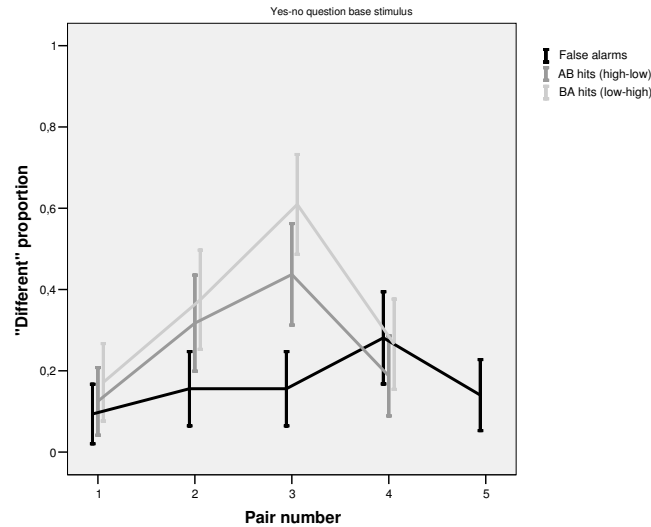 Yes-no question base stimulus
False alarms
AB hits (high-low)
BA hits (low-high)
"Different" proportion
1
0,8
0,6
0,4
0,2
0
1 2 3 4 5
Pair number